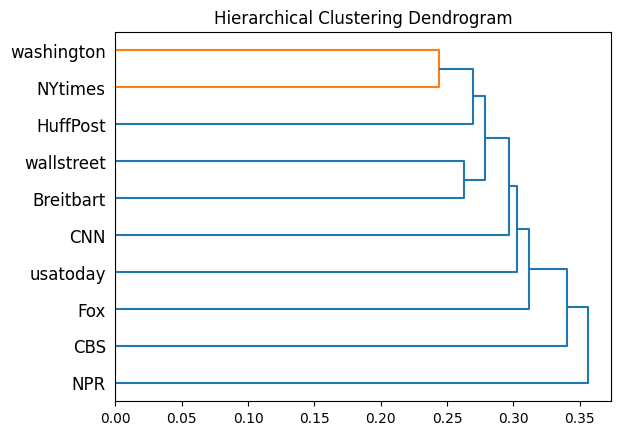 Hierarchical Clustering Dendrogram
washington
NYtimes
HuffPost
wallstreet
Breitbart
CNN
usatoday
Fox
CBS
NPR
0.00 0.05 0.10 0.15 0.20 0.25 0.30 0.35